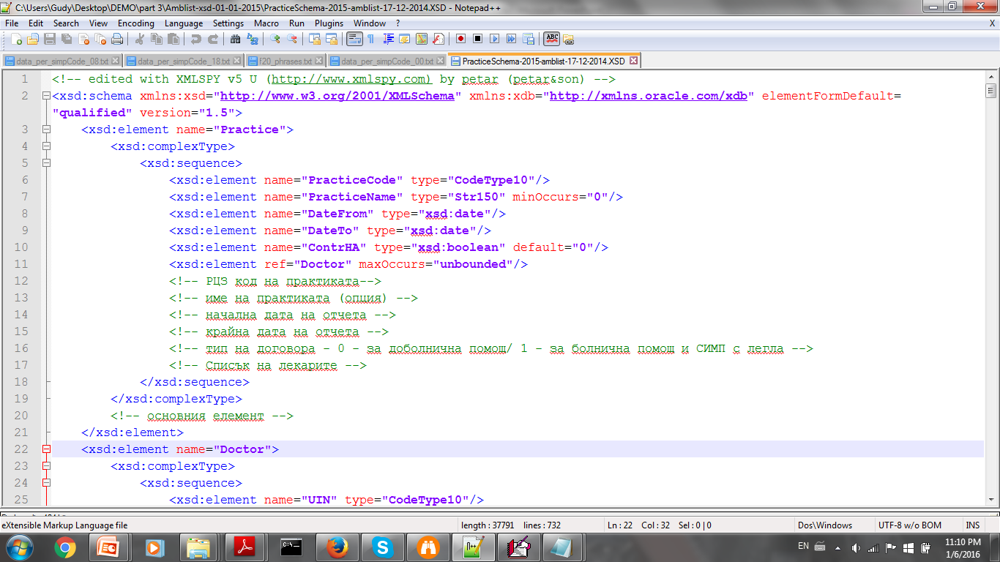 C:\Users\Gudy\Desktop\DEMO\part 3\Amblist-xsd-01-01-2015\PracticeSchema-2015-amblist-17-12-2014.XSD - Notepad++
File Edit Search View Encoding Language Settings Macro Run Plugins Window ? X
data_per_simpCode_08.txt data_per_simpCode_18.txt f20_phrases.txt data_per_simpCode_00.txt PracticeSchema-2015-amblist-17-12-2014.XSD
1 <!-- edited with XMLSPY v5 U (http://www.xmlspy.com) by petar (petar&son) -->
2 <xsd:schema xmlns:xsd="http://www.w3.org/2001/XMLSchema" xmlns:xdb="http://xmlns.oracle.com/xdb" elementFormDefault=
"qualified" version="1.5">
3 <xsd:element name="Practice">
4 <xsd:complexType>
5 <xsd:sequence>
6 <xsd:element name="PracticeCode" type="CodeType10"/>
7 <xsd:element name="PracticeName" type="Str150" minOccurs="0"/>
8 <xsd:element name="DateFrom" type="xsd:date"/>
9 <xsd:element name="DateTo" type="xsd:date"/>
10 <xsd:element name="ContrHA" type="xsd:boolean" default="0"/>
11 <xsd:element ref="Doctor" maxOccurs="unbounded"/>
12 <!-- РЦЗ код на практиката-->
13 <!-- име на практиката (опция) -->
14 <!-- начална дата на отчета -->
15 <!-- крайна дата на отчета -->
16 <!-- тип на договора - 0 - за доболнична помощ/ 1 - за болнична помощ и СИМП с легла -->
17 <!-- Списък на лекарите -->
18 </xsd:sequence>
19 </xsd:complexType>
20 <!-- основния елемент -->
21 </xsd:element>
22 <xsd:element name="Doctor">
23 <xsd:complexType>
24 <xsd:sequence>
25 <xsd:element name="UIN" type="CodeType10"/>
eXtensible Markup Language file length : 37791 lines : 732 Ln : 22 Col : 32 Sel : 0 | 0 Dos\Windows UTF-8 w/o BOM INS
EN 11:10 PM
1/6/2016